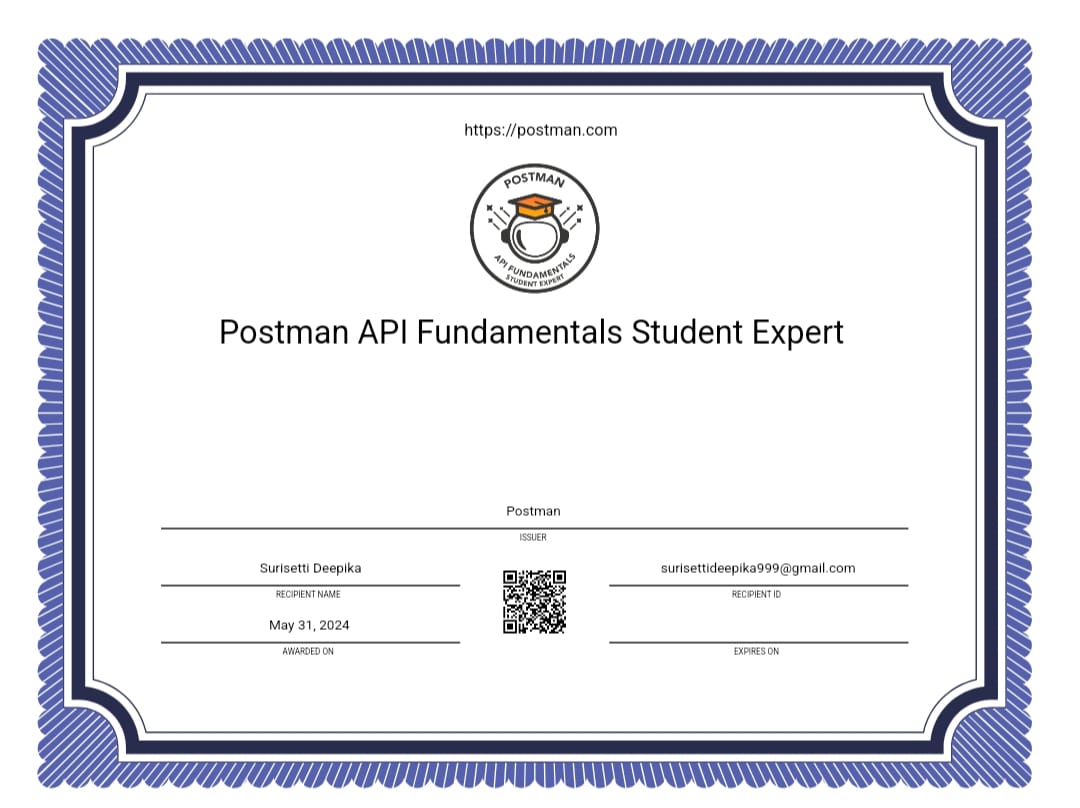 https://postman.com
POSTMAN
API FUNDAMENTALS
STUDENT EXPERT
Postman API Fundamentals Student Expert
Postman
ISSUER
Surisetti Deepika
surisettideepika999@gmail.com
RECIPIENT NAME
RECIPIENT ID
May 31, 2024
AWARDED ON
EXPIRES ON